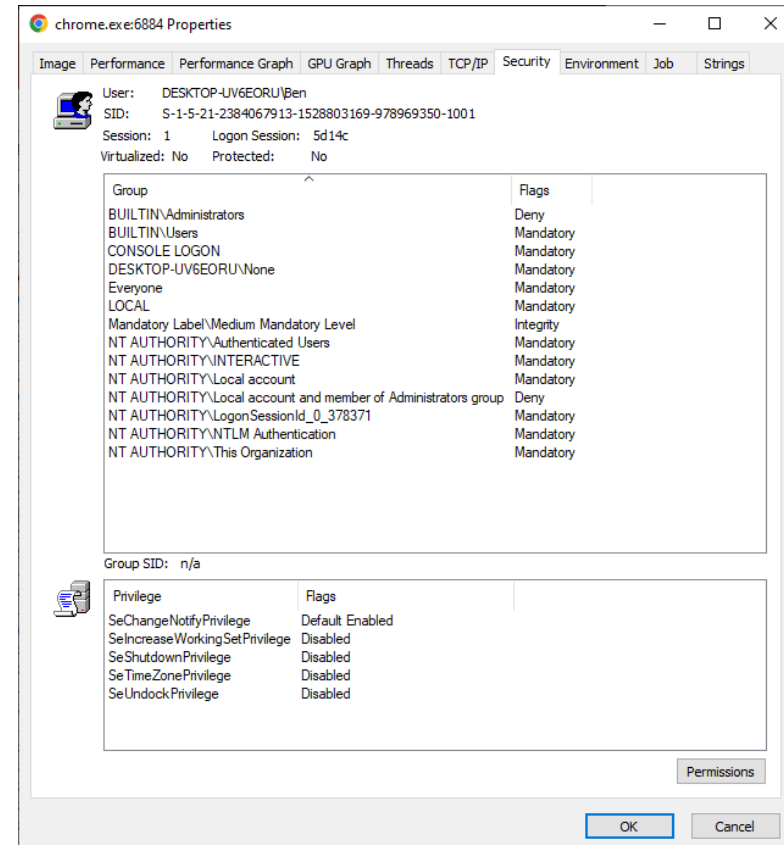 chrome.exe:6884 Properties
Image Performance Performance Graph GPU Graph Threads TCP/IP Security Environment Job Strings
User: DESKTOP-UV6EORU\Ben
SID: S-1-5-21-2384067913-1528803169-978969350-1001
Session: 1 Logon Session: 5d14c
Virtualized: No Protected: No
Group Flags
BUILTIN\Administrators Deny
BUILTIN\Users Mandatory
CONSOLE LOGON Mandatory
DESKTOP-UV6EORU\None Mandatory
Everyone Mandatory
LOCAL Mandatory
Mandatory Label\Medium Mandatory Level Integrity
NT AUTHORITY\Authenticated Users Mandatory
NT AUTHORITY\INTERACTIVE Mandatory
NT AUTHORITY\Local account Mandatory
NT AUTHORITY\Local account and member of Administrators group Deny
NT AUTHORITY\LogonSessionId_0_378371 Mandatory
NT AUTHORITY\NTLM Authentication Mandatory
NT AUTHORITY\This Organization Mandatory
Group SID: n/a
Privilege Flags
SeChangeNotifyPrivilege Default Enabled
SeIncreaseWorkingSetPrivilege Disabled
SeShutdownPrivilege Disabled
SeTimeZonePrivilege Disabled
SeUndockPrivilege Disabled
Permissions
OK Cancel